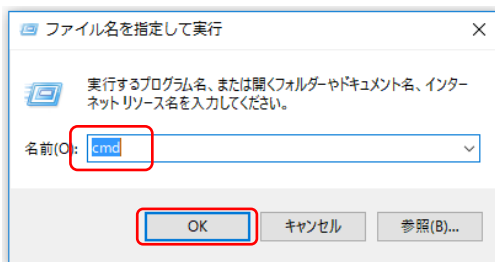 ファイル名を指定して実行
実行するプログラム名、または開くフォルダーやドキュメント名、インター
ネット リソース名を入力してください。
名前(O): cmd
OK キャンセル 参照(B)...